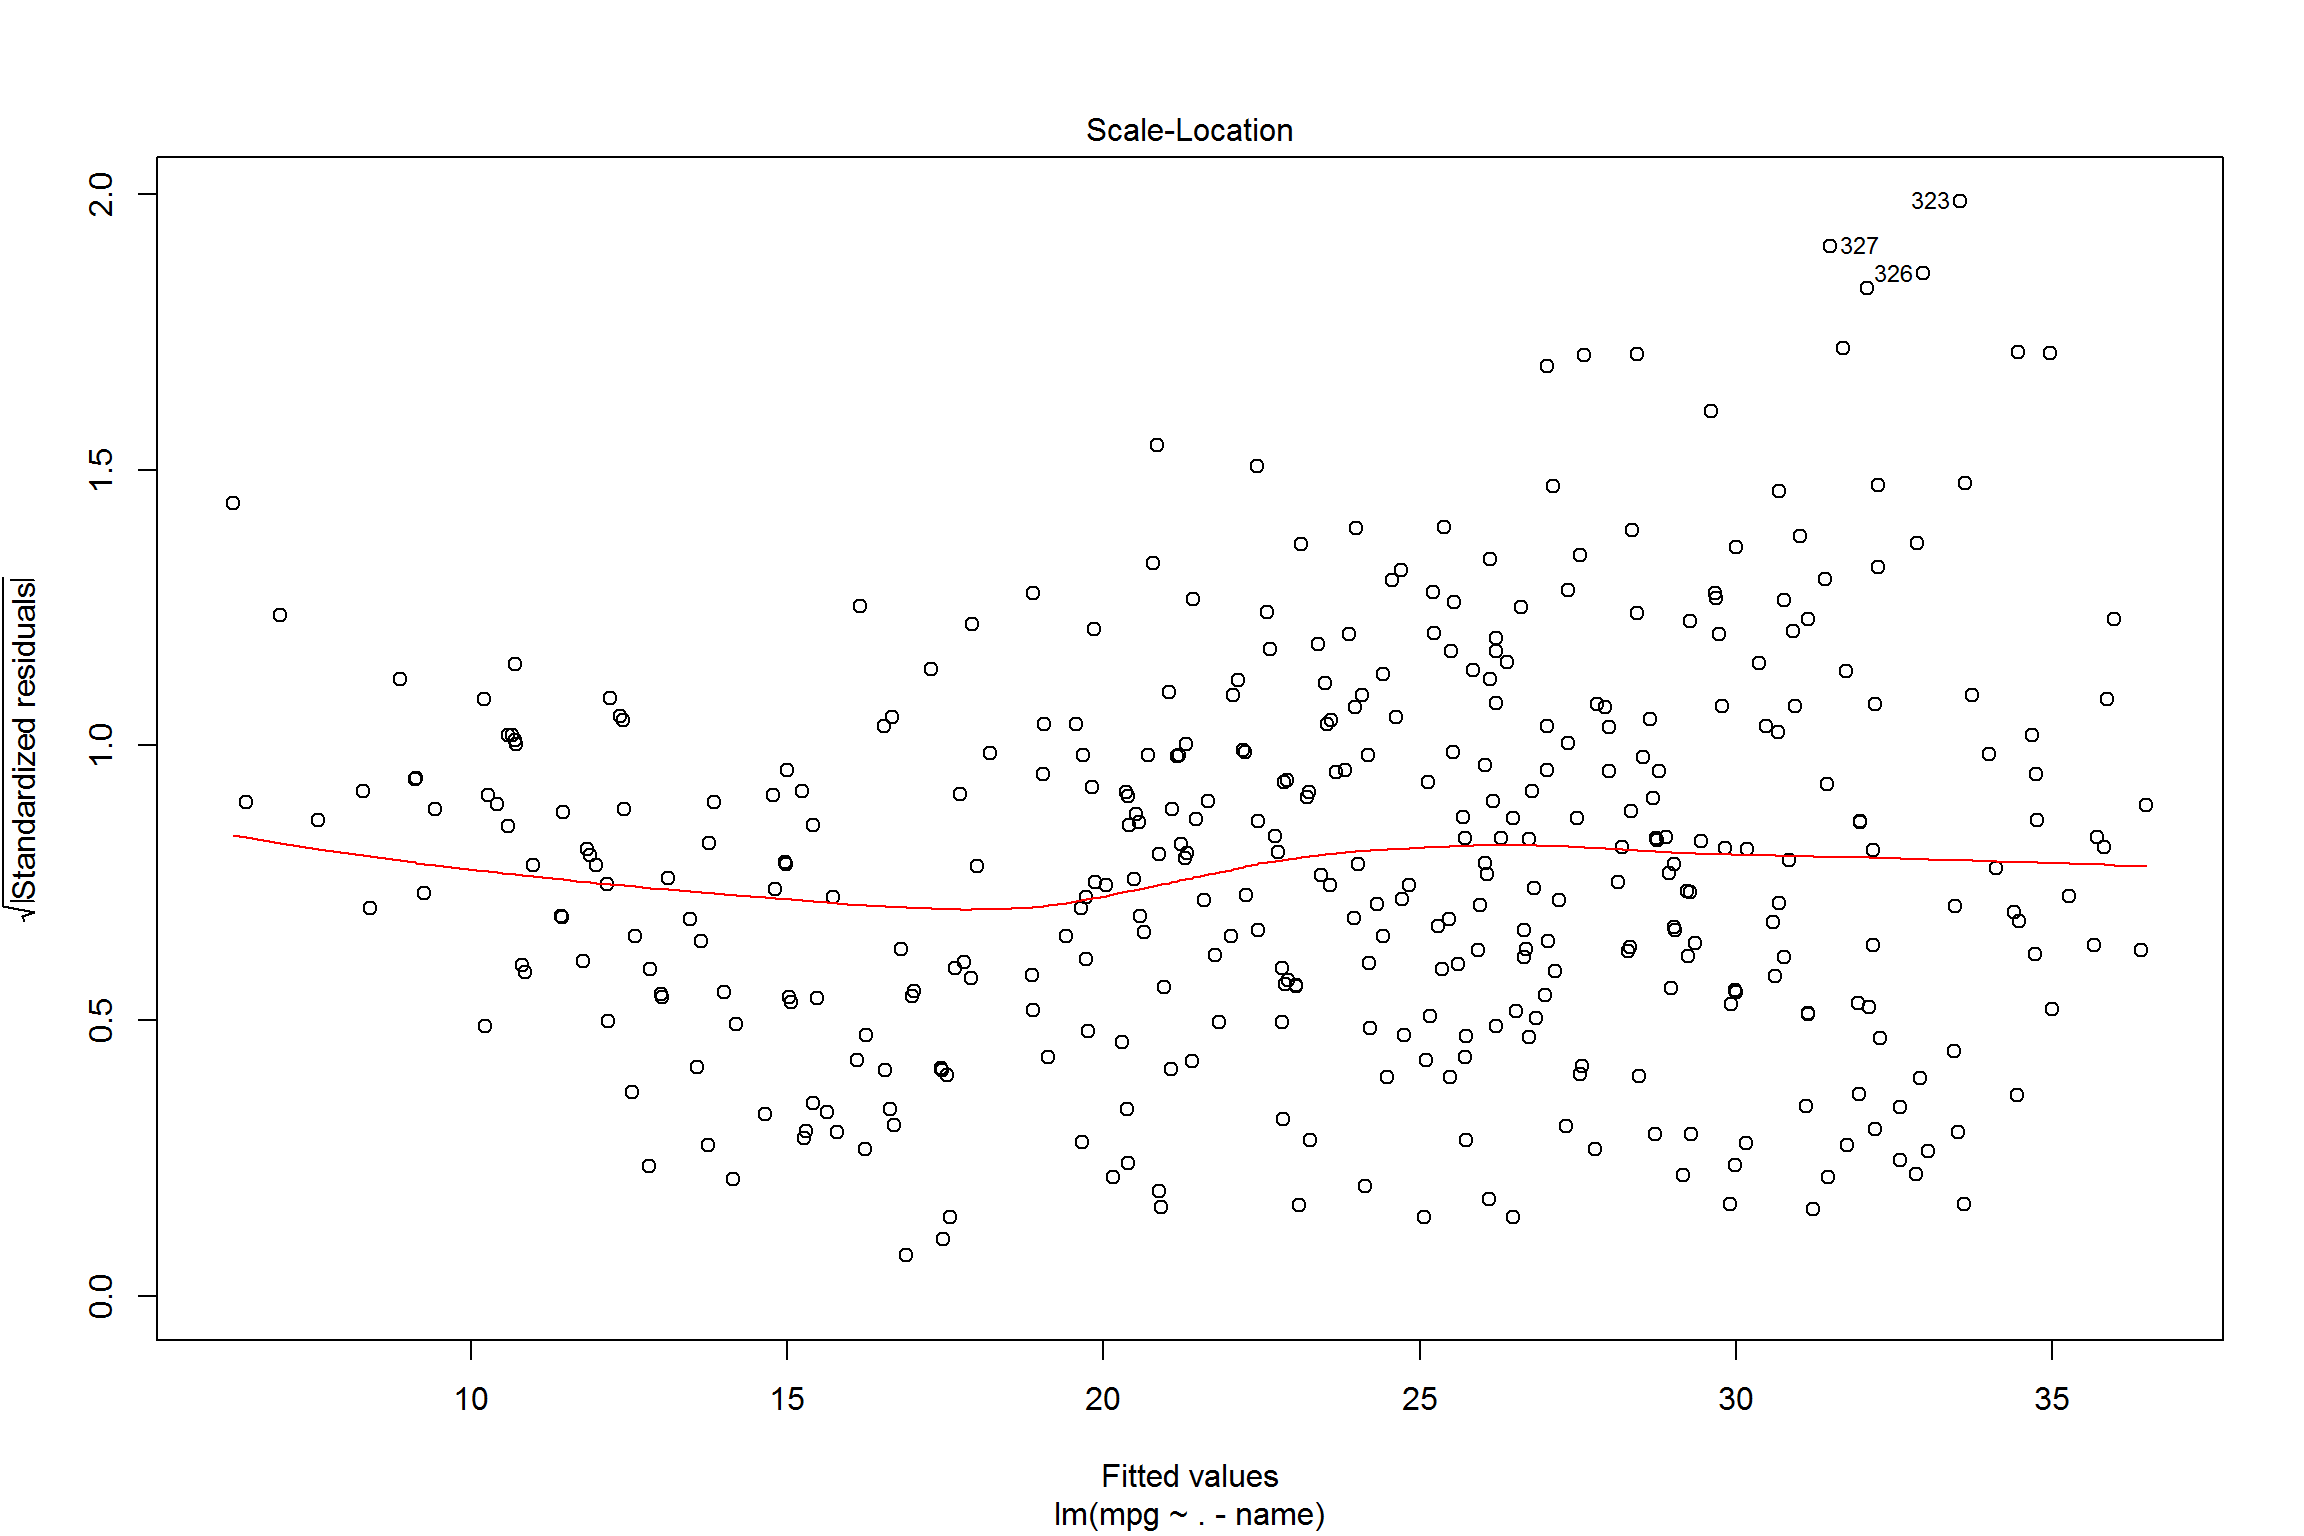 Scale-Location
√|Standardized residuals|
2.0
1.5
1.0
0.5
0.0
323
327
326
10 15 20 25 30 35
Fitted values
lm(mpg ~ . - name)